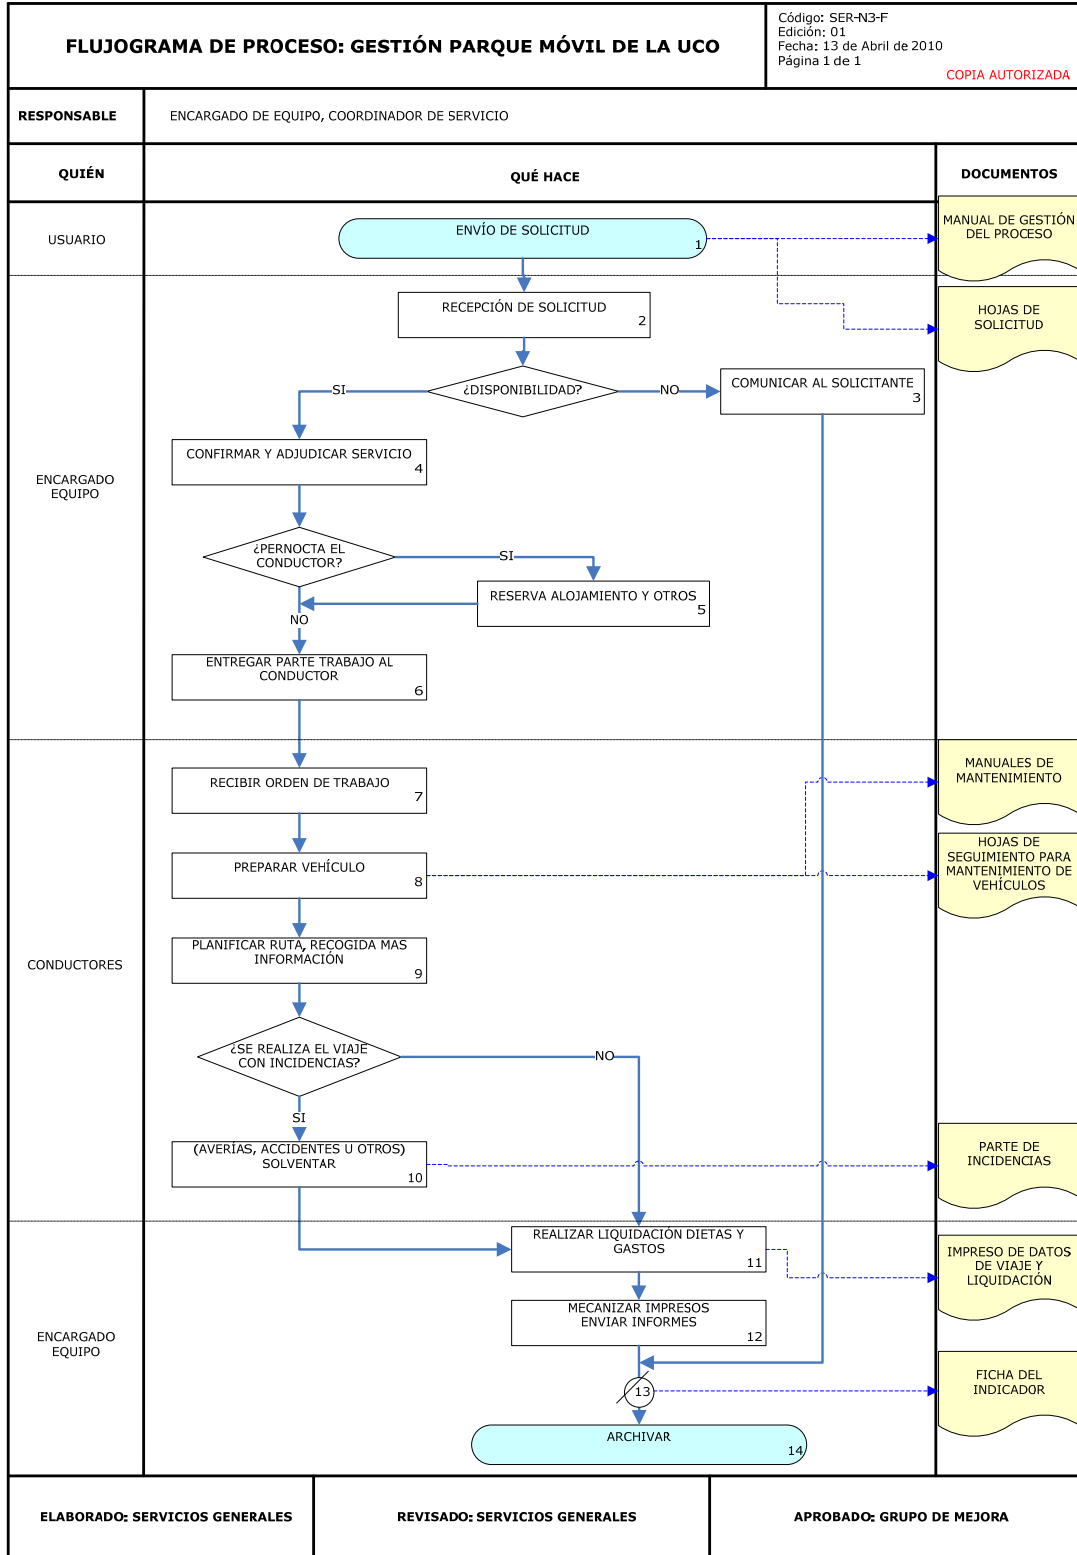 FLUJOGRAMA DE PROCESO: GESTIÓN PARQUE MÓVIL DE LA UCO
Código: SER-N3-F
Edición: 01
Fecha: 13 de Abril de 2010
Página 1 de 1
COPIA AUTORIZADA
RESPONSABLE
ENCARGADO DE EQUIPO, COORDINADOR DE SERVICIO
QUIÉN
QUÉ HACE
DOCUMENTOS
USUARIO
ENVÍO DE SOLICITUD
1
MANUAL DE GESTIÓN
DEL PROCESO
RECEPCIÓN DE SOLICITUD
2
HOJAS DE
SOLICITUD
¿DISPONIBILIDAD?
SI
NO
COMUNICAR AL SOLICITANTE
3
CONFIRMAR Y ADJUDICAR SERVICIO
4
ENCARGADO
EQUIPO
¿PERNOCTA EL
CONDUCTOR?
SI
RESERVA ALOJAMIENTO Y OTROS
5
NO
ENTREGAR PARTE TRABAJO AL
CONDUCTOR
6
RECIBIR ORDEN DE TRABAJO
7
MANUALES DE
MANTENIMIENTO
PREPARAR VEHÍCULO
8
HOJAS DE
SEGUIMIENTO PARA
MANTENIMIENTO DE
VEHÍCULOS
CONDUCTORES
PLANIFICAR RUTA, RECOGIDA MAS
INFORMACIÓN
9
¿SE REALIZA EL VIAJE
CON INCIDENCIAS?
NO
SI
(AVERÍAS, ACCIDENTES U OTROS)
SOLVENTAR
10
PARTE DE
INCIDENCIAS
REALIZAR LIQUIDACIÓN DIETAS Y
GASTOS
11
IMPRESO DE DATOS
DE VIAJE Y
LIQUIDACIÓN
ENCARGADO
EQUIPO
MECANIZAR IMPRESOS
ENVIAR INFORMES
12
13
FICHA DEL
INDICADOR
ARCHIVAR
14
ELABORADO: SERVICIOS GENERALES
REVISADO: SERVICIOS GENERALES
APROBADO: GRUPO DE MEJORA